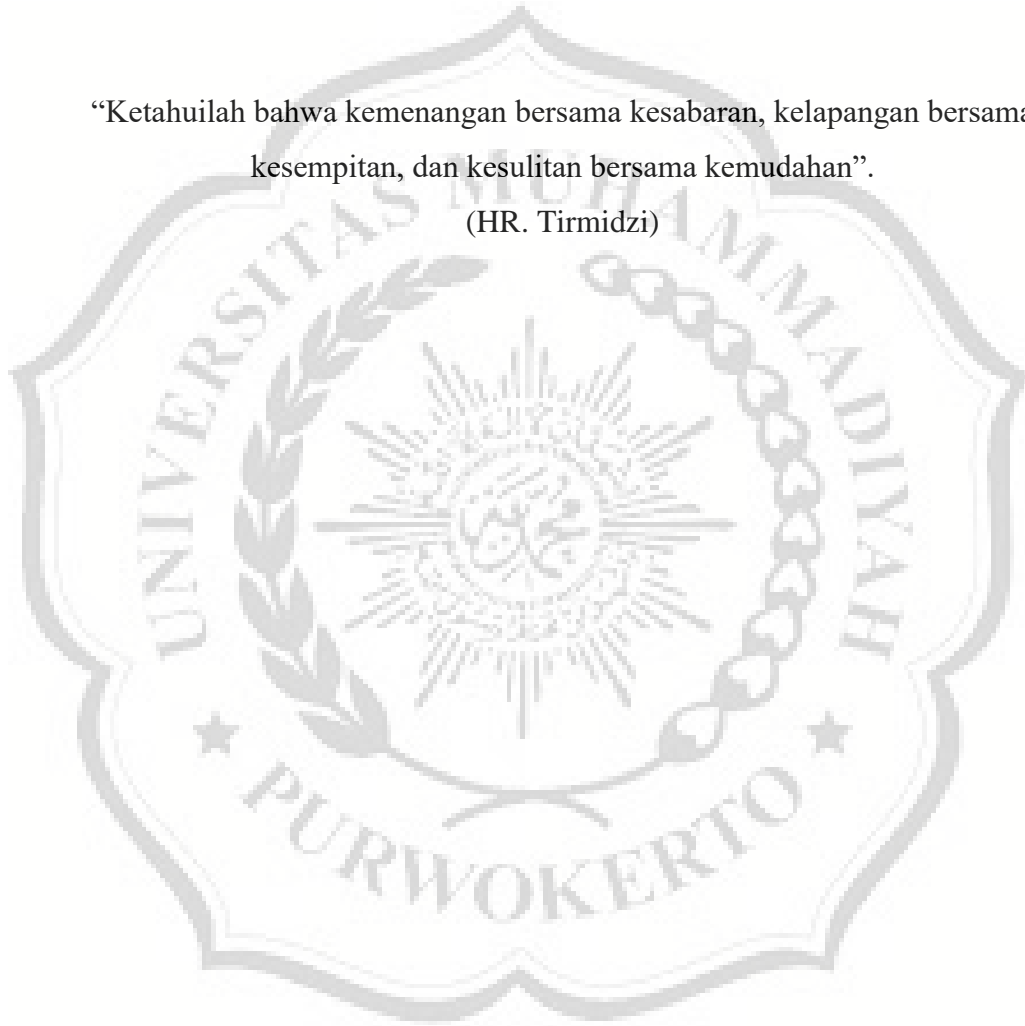 “Ketahuilah bahwa kemenangan bersama kesabaran, kelapangan bersama
kesempitan, dan kesulitan bersama kemudahan”.
(HR. Tirmidzi)
UNIVERSITAS MUHAMMADIYAH
PURWOKERTO